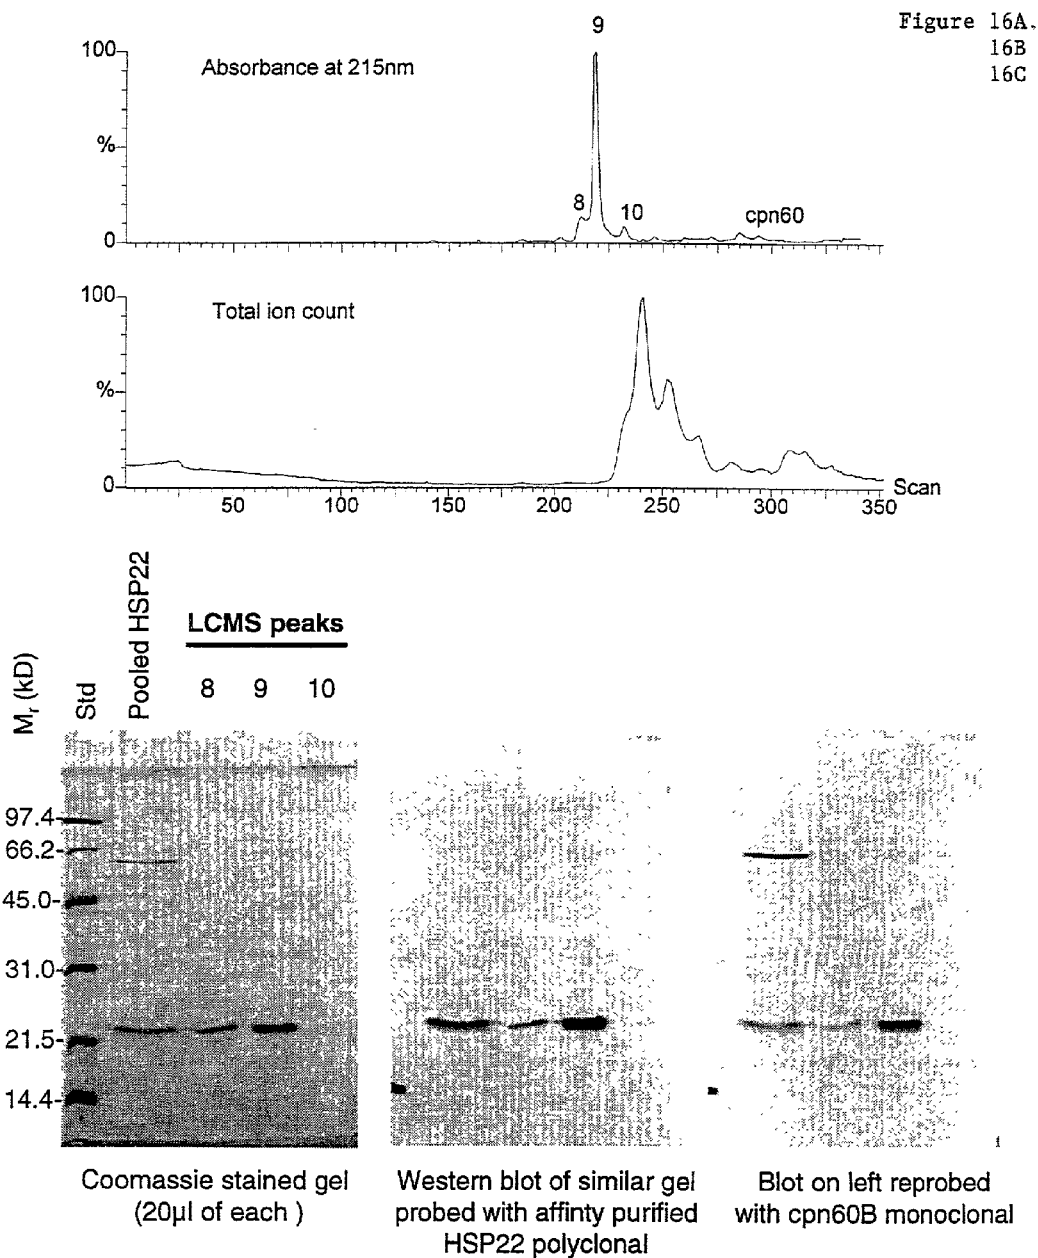 Figure 16A.
16B
16C
9
100
Absorbance at 215nm
%
8
10
cpn60
0
100
Total ion count
%
0
Scan
50 100 150 200 250 300 350
Mr (kD)
Std
Pooled HSP22
LCMS peaks
8 9 10
97.4
66.2
45.0
31.0
21.5
14.4
Coomassie stained gel
(20µl of each )
Western blot of similar gel
probed with affinty purified
HSP22 polyclonal
Blot on left reprobed
with cpn60B monoclonal